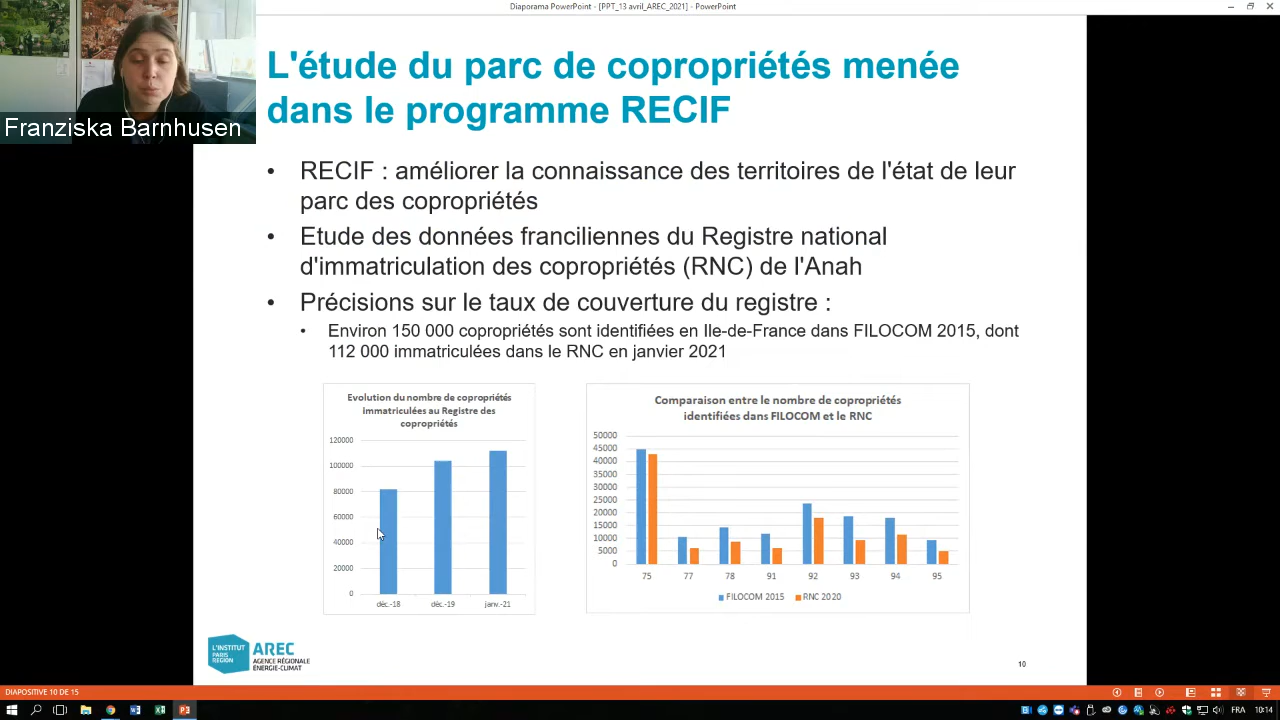 Diaporama PowerPoint - [PPT_13 avril_AREC_2021] - PowerPoint
Franziska Barnhusen
L'étude du parc de copropriétés menée
dans le programme RECIF
• RECIF : améliorer la connaissance des territoires de l'état de leur
parc des copropriétés
• Etude des données franciliennes du Registre national
d'immatriculation des copropriétés (RNC) de l'Anah
• Précisions sur le taux de couverture du registre :
• Environ 150 000 copropriétés sont identifiées en Ile-de-France dans FILOCOM 2015, dont
112 000 immatriculées dans le RNC en janvier 2021
Evolution du nombre de copropriétés
immatriculées au Registre des
copropriétés
120000
100000
80000
60000
40000
20000
0
déc.-18 déc.-19 janv.-21
Comparaison entre le nombre de copropriétés
identifiées dans FILOCOM et le RNC
50000
45000
40000
35000
30000
25000
20000
15000
10000
5000
0
75 77 78 91 92 93 94 95
FILOCOM 2015 RNC 2020
L'INSTITUT
PARIS
REGION
AREC
AGENCE RÉGIONALE
ÉNERGIE-CLIMAT
10
DIAPOSITIVE 10 DE 15
FRA 10:14